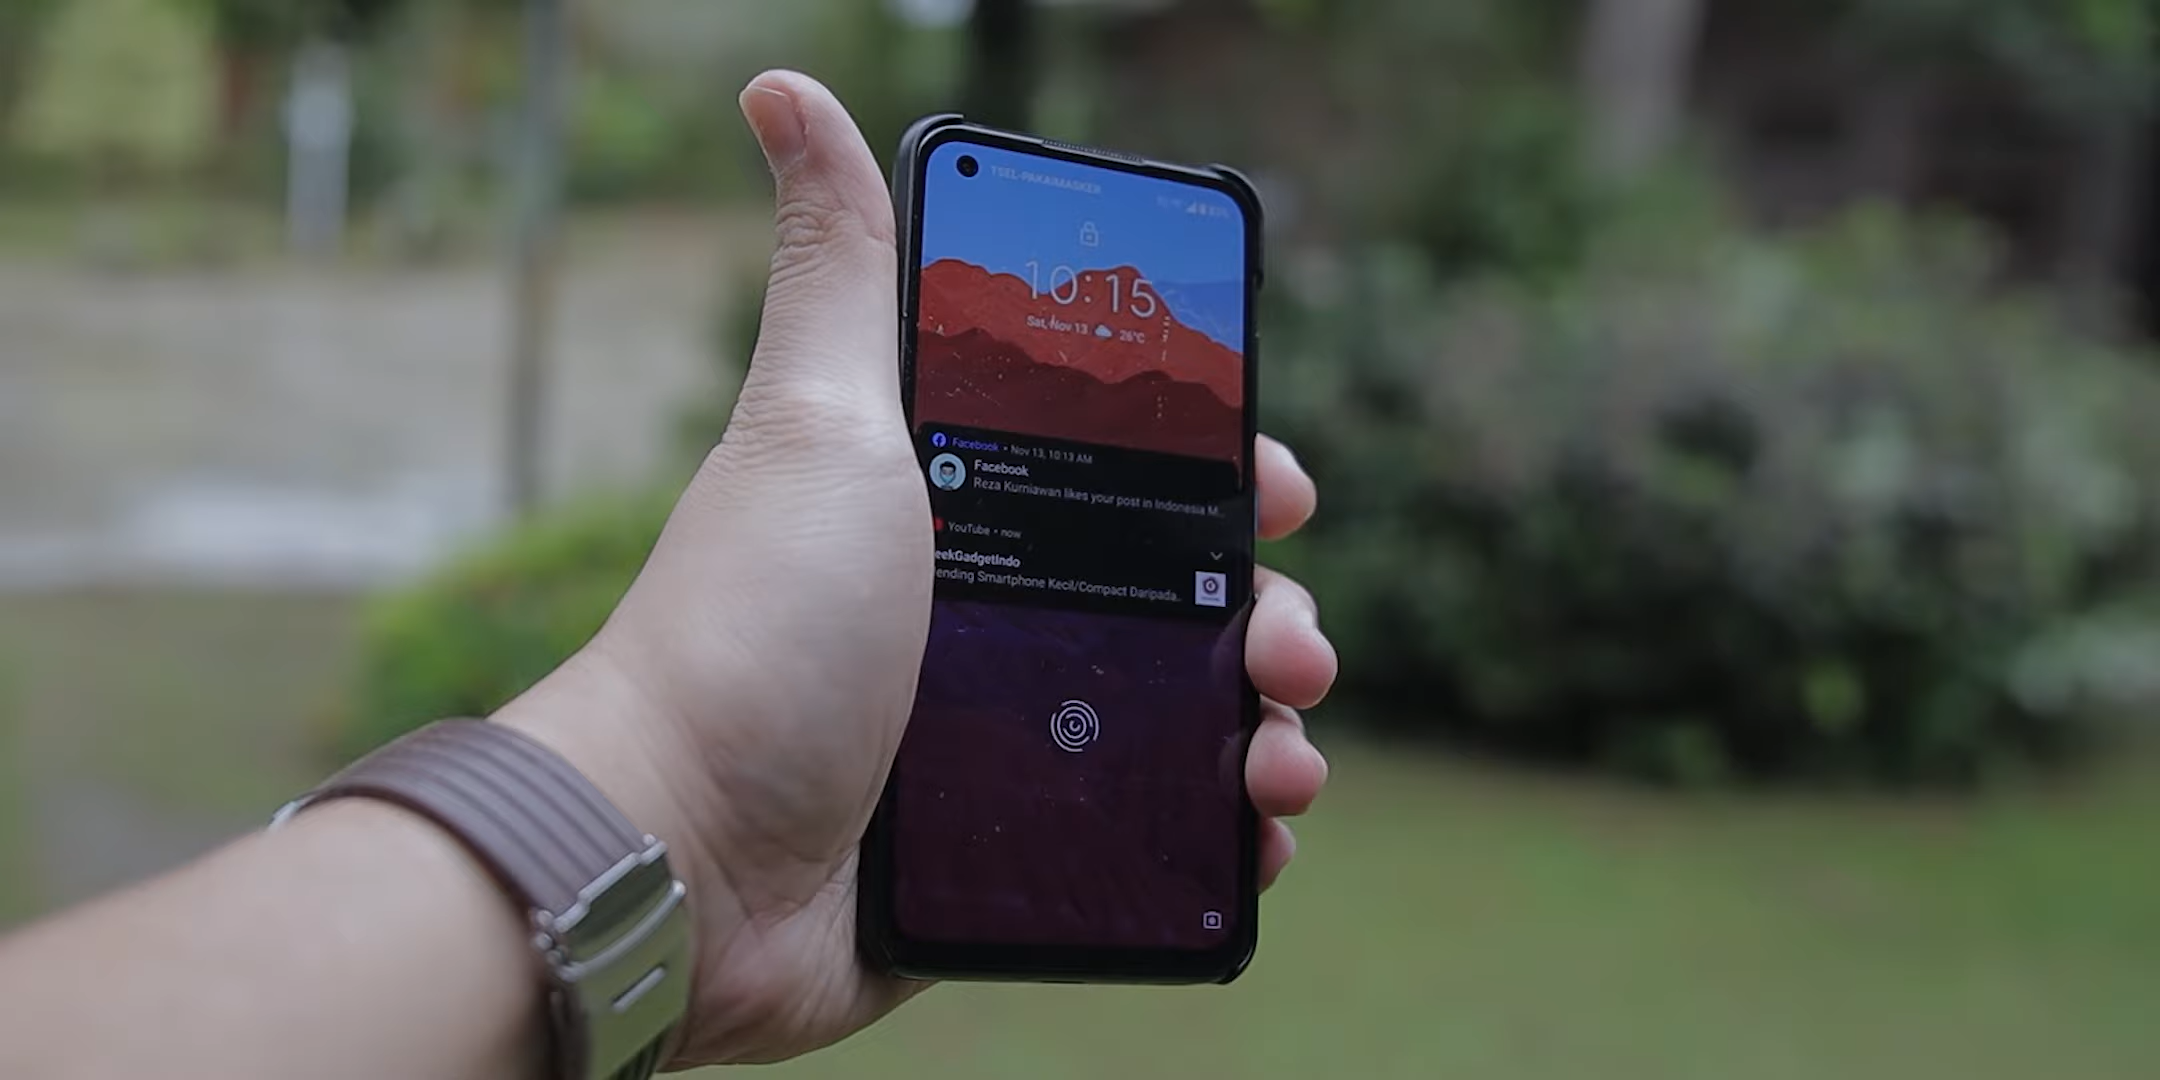 TSEL-PAKAIMASKER
10:15
Sat, Nov 13 26°C
Facebook • Nov 13, 10:13 AM
Facebook
Reza Kurniawan likes your post in Indonesia M...
YouTube • now
eekGadgetIndo
ending Smartphone Kecil/Compact Daripada..